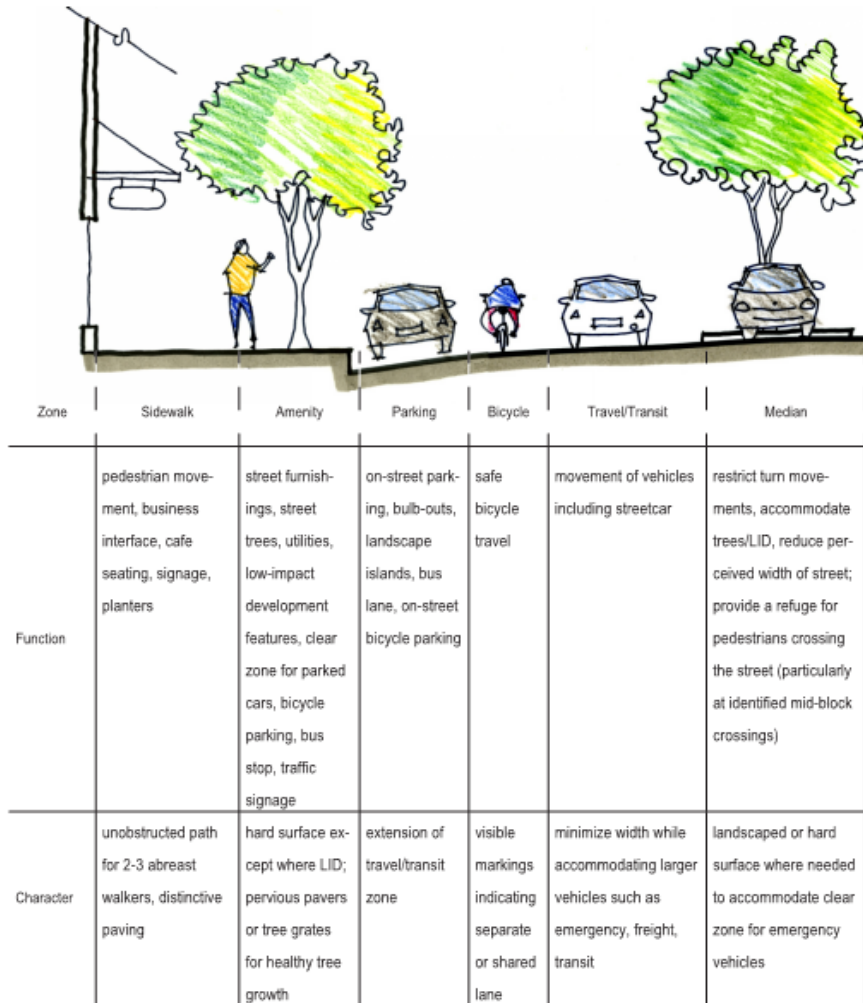 Zone
Sidewalk
Amenity
Parking
Bicycle
Travel/Transit
Median
Function
pedestrian move-
ment, business
interface, cafe
seating, signage,
planters
street furnish-
ings, street
trees, utilities,
low-impact
development
features, clear
zone for parked
cars, bicycle
parking, bus
stop, traffic
signage
on-street park-
ing, bulb-outs,
landscape
islands, bus
lane, on-street
bicycle parking
safe
bicycle
travel
movement of vehicles
including streetcar
restrict turn move-
ments, accommodate
trees/LID, reduce per-
ceived width of street;
provide a refuge for
pedestrians crossing
the street (particularly
at identified mid-block
crossings)
Character
unobstructed path
for 2-3 abreast
walkers, distinctive
paving
hard surface ex-
cept where LID;
pervious pavers
or tree grates
for healthy tree
growth
extension of
travel/transit
zone
visible
markings
indicating
separate
or shared
lane
minimize width while
accommodating larger
vehicles such as
emergency, freight,
transit
landscaped or hard
surface where needed
to accommodate clear
zone for emergency
vehicles